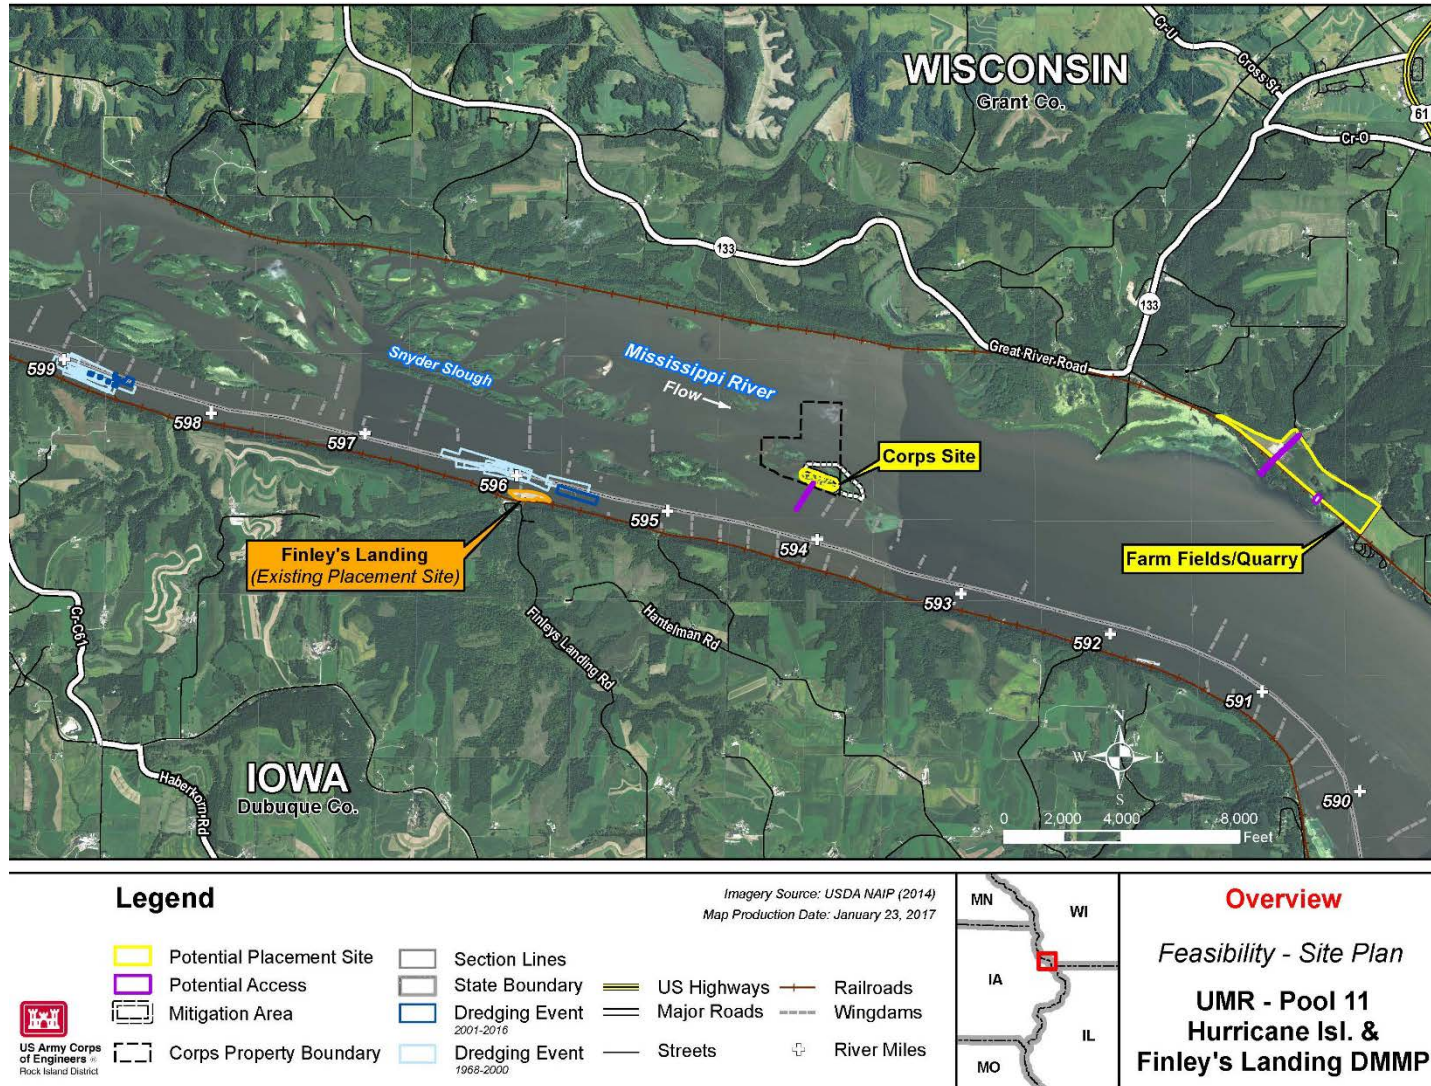 WISCONSIN
Grant Co.
Cr-U
Cross St
61
Cr-O
133
133
Great River Road
Mississippi River
Flow
Snyder Slough
599
598
597
596
595
594
593
592
591
590
Corps Site
Farm Fields/Quarry
Finley's Landing
(Existing Placement Site)
Finleys Landing Rd
Hantelman Rd
Cr-C61
Haberkorn Rd
IOWA
Dubuque Co.
N
W E
S
0 2,000 4,000 8,000
Feet
Legend
Imagery Source: USDA NAIP (2014)
Map Production Date: January 23, 2017
Potential Placement Site
Potential Access
Mitigation Area
Corps Property Boundary
Section Lines
State Boundary
Dredging Event
2001-2016
Dredging Event
1968-2000
US Highways
Major Roads
Streets
Railroads
Wingdams
River Miles
US Army Corps
of Engineers ®
Rock Island District
MN
WI
IA
IL
MO
Overview
Feasibility - Site Plan
UMR - Pool 11
Hurricane Isl. &
Finley's Landing DMMP